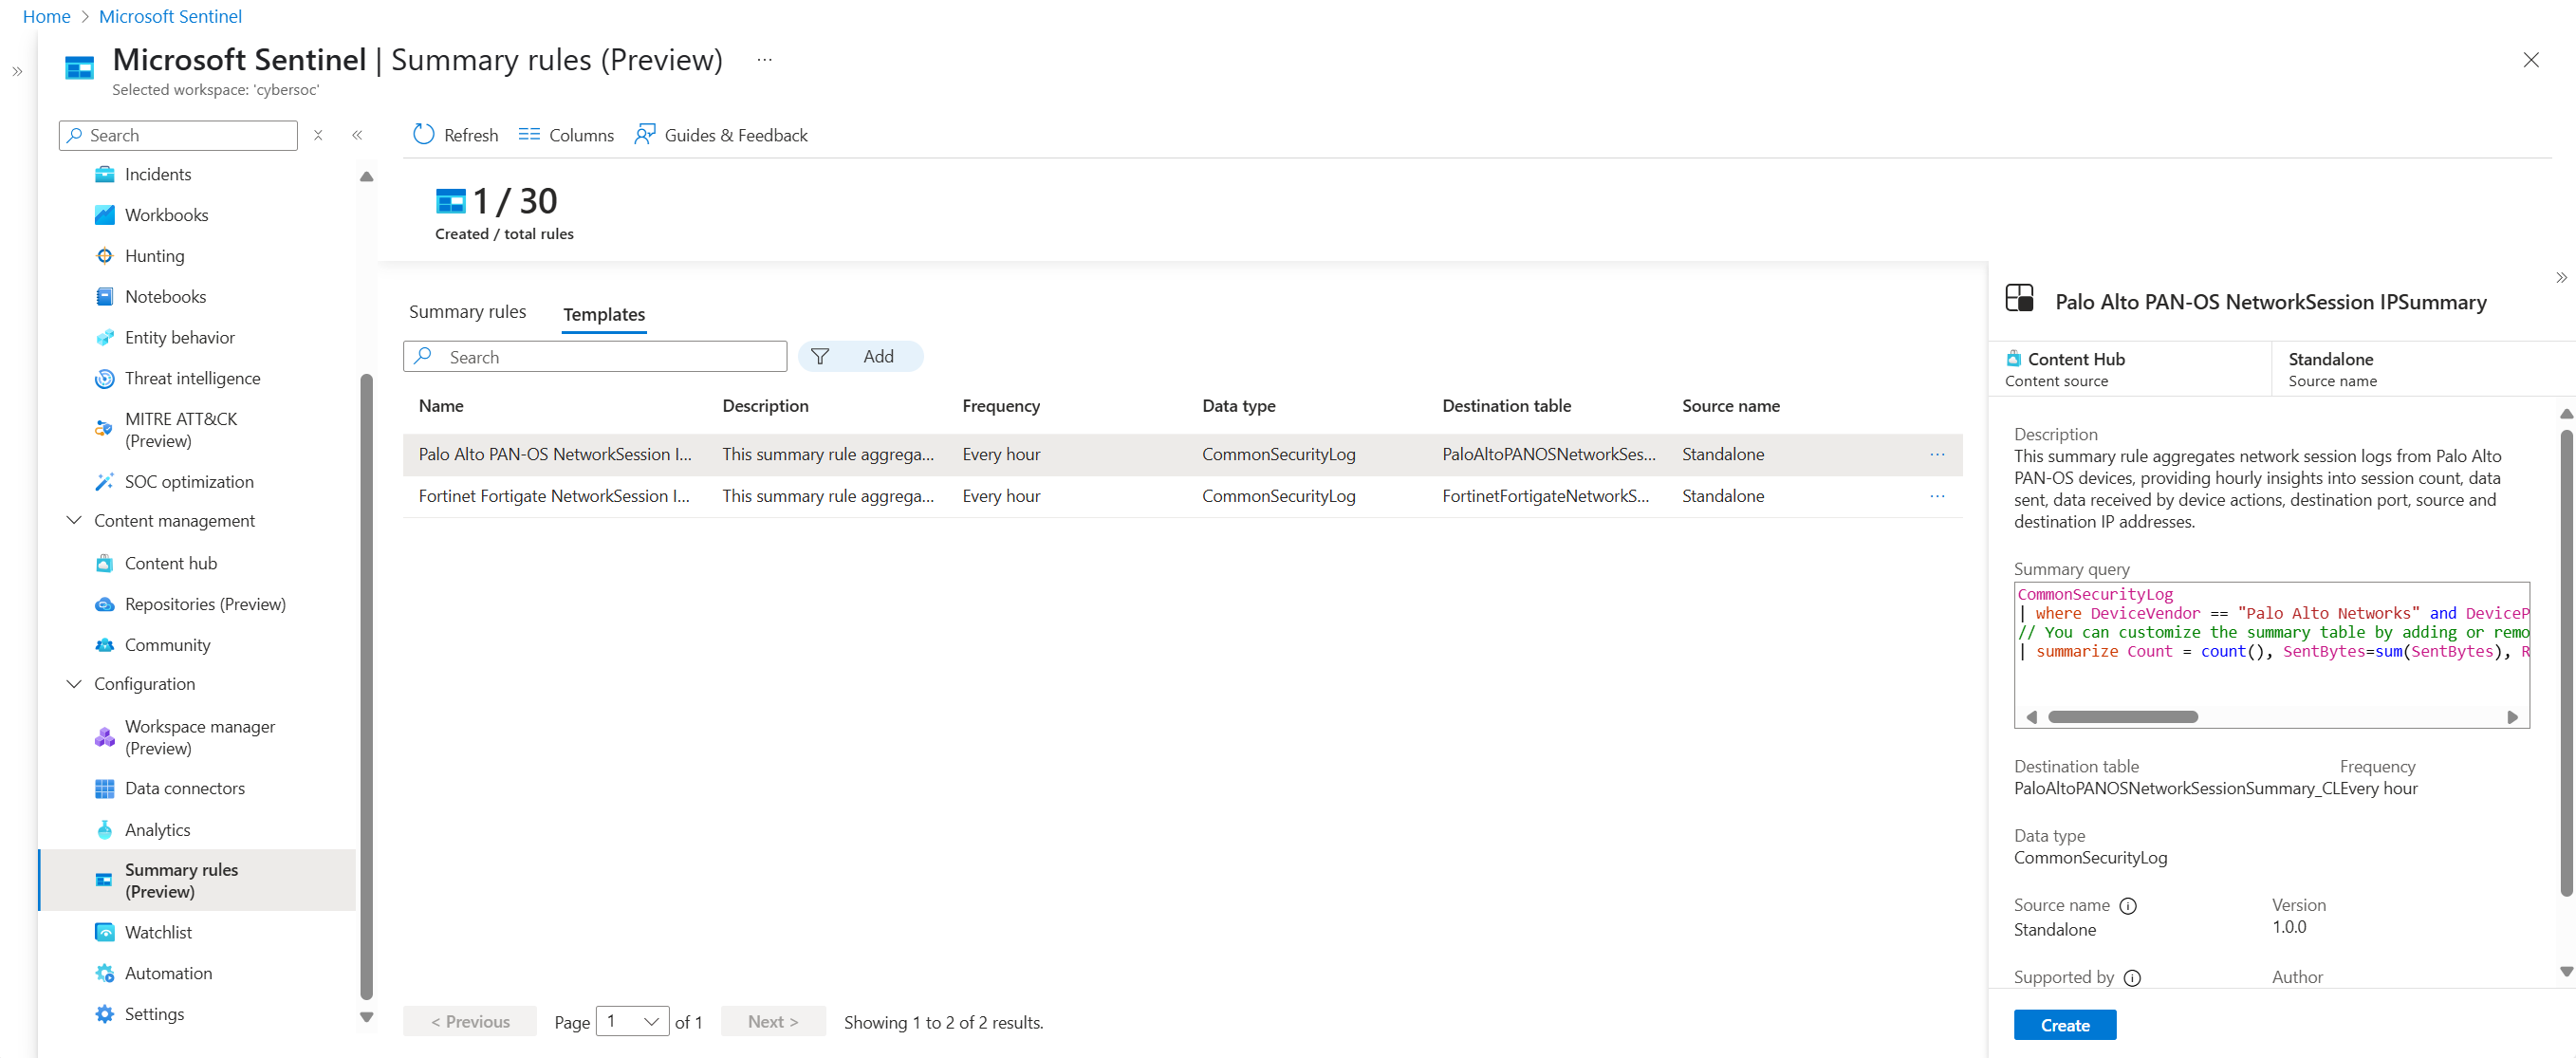 Home > Microsoft Sentinel
Microsoft Sentinel | Summary rules (Preview) ...
Selected workspace: 'cybersoc'
Search
Incidents
Workbooks
Hunting
Notebooks
Entity behavior
Threat intelligence
MITRE ATT&CK
(Preview)
SOC optimization
Content management
Content hub
Repositories (Preview)
Community
Configuration
Workspace manager
(Preview)
Data connectors
Analytics
Summary rules
(Preview)
Watchlist
Automation
Settings
Refresh Columns Guides & Feedback
1 / 30
Created / total rules
Summary rules Templates
Search Add
Name Description Frequency Data type Destination table Source name
Palo Alto PAN-OS NetworkSession I... This summary rule aggrega... Every hour CommonSecurityLog PaloAltoPANOSNetworkSes... Standalone ...
Fortinet Fortigate NetworkSession I... This summary rule aggrega... Every hour CommonSecurityLog FortinetFortigateNetworkS... Standalone ...
< Previous Page 1 of 1 Next > Showing 1 to 2 of 2 results.
Palo Alto PAN-OS NetworkSession IPSummary
Content Hub Standalone
Content source Source name
Description
This summary rule aggregates network session logs from Palo Alto
PAN-OS devices, providing hourly insights into session count, data
sent, data received by device actions, destination port, source and
destination IP addresses.
Summary query
CommonSecurityLog
| where DeviceVendor == "Palo Alto Networks" and DeviceP
// You can customize the summary table by adding or remo
| summarize Count = count(), SentBytes=sum(SentBytes), R
Destination table Frequency
PaloAltoPANOSNetworkSessionSummary_CLEvery hour
Data type
CommonSecurityLog
Source name Version
Standalone 1.0.0
Supported by Author
Create